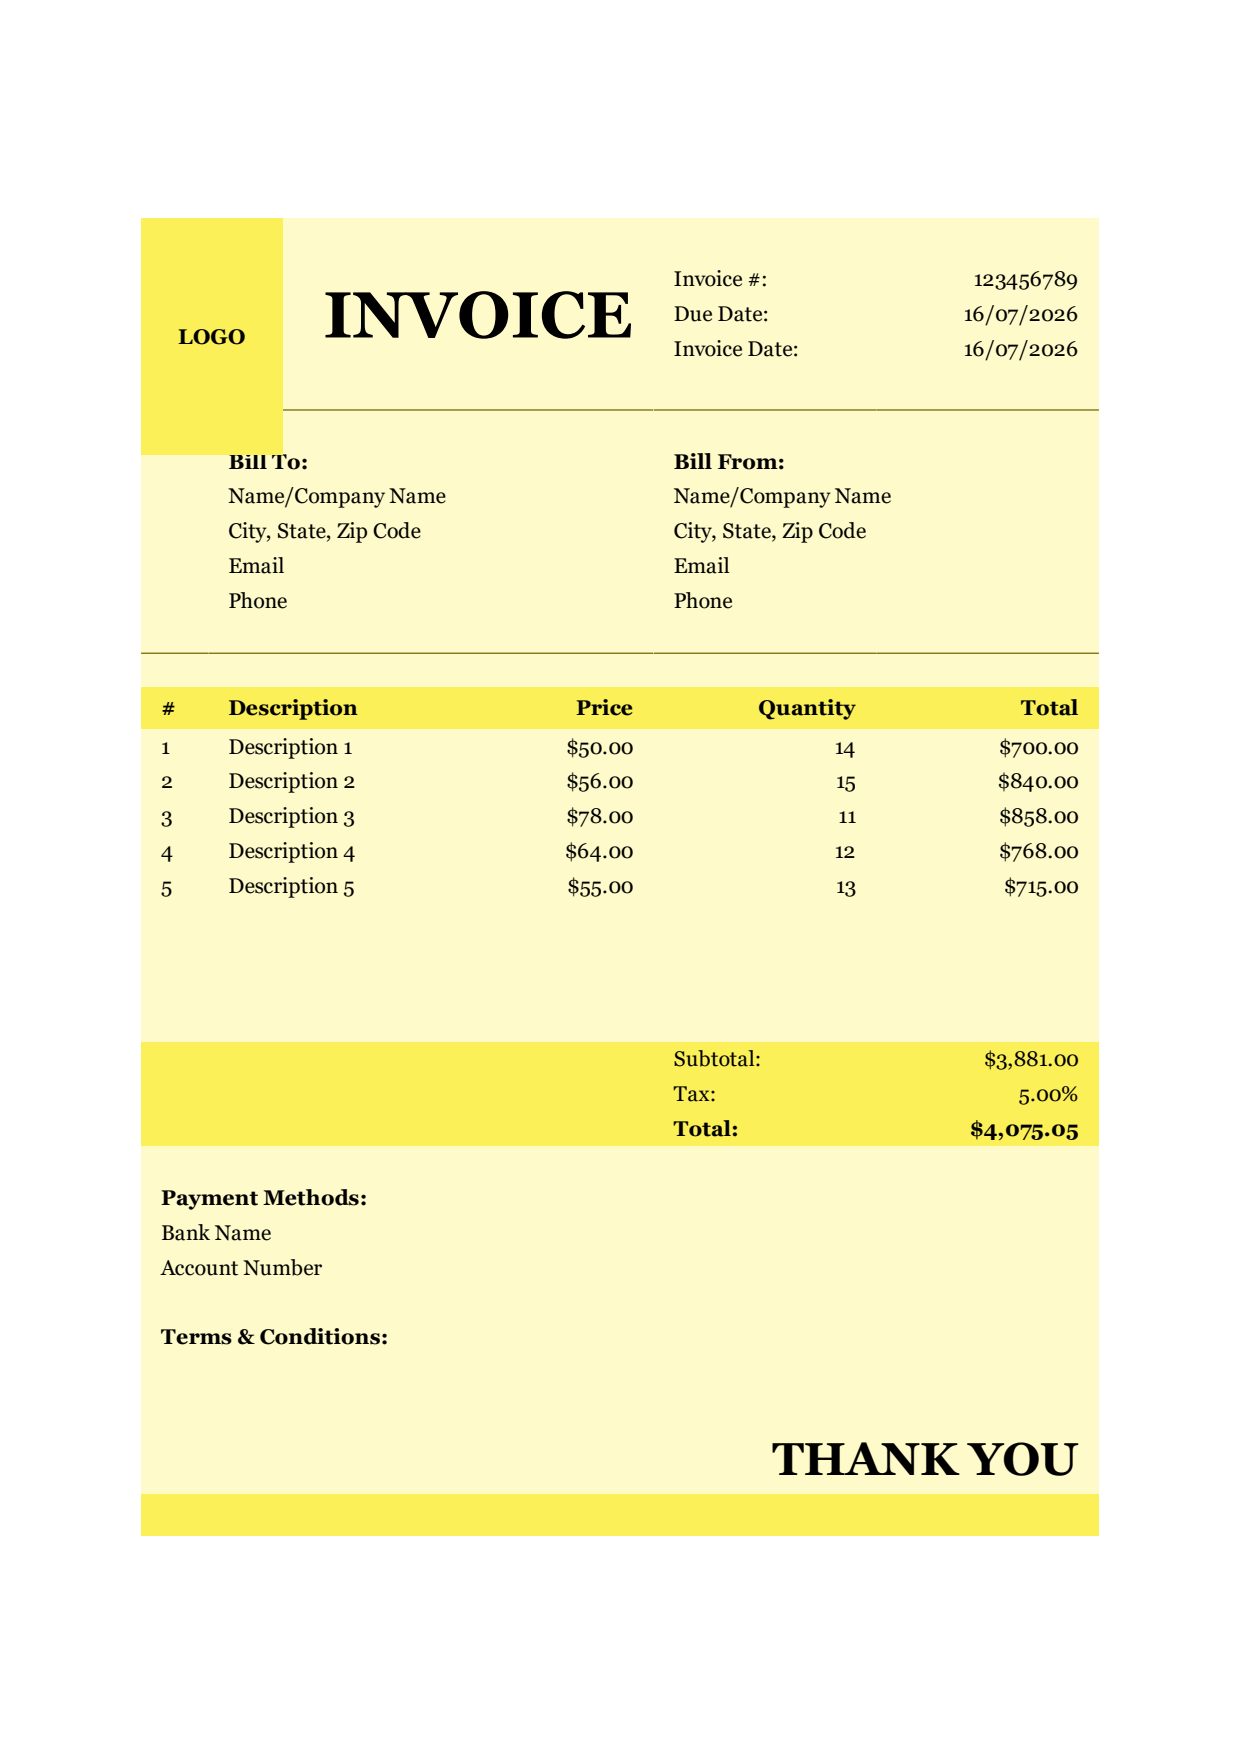 LOGO
INVOICE
Invoice #: 123456789
Due Date: 16/07/2026
Invoice Date: 16/07/2026
Bill To: Bill From:
Name/Company Name Name/Company Name
City, State, Zip Code City, State, Zip Code
Email Email
Phone Phone
# Description Price Quantity Total
1 Description 1 $50.00 14 $700.00
2 Description 2 $56.00 15 $840.00
3 Description 3 $78.00 11 $858.00
4 Description 4 $64.00 12 $768.00
5 Description 5 $55.00 13 $715.00
Subtotal: $3,881.00
Tax: 5.00%
Total: $4,075.05
Payment Methods:
Bank Name
Account Number
Terms & Conditions:
THANK YOU